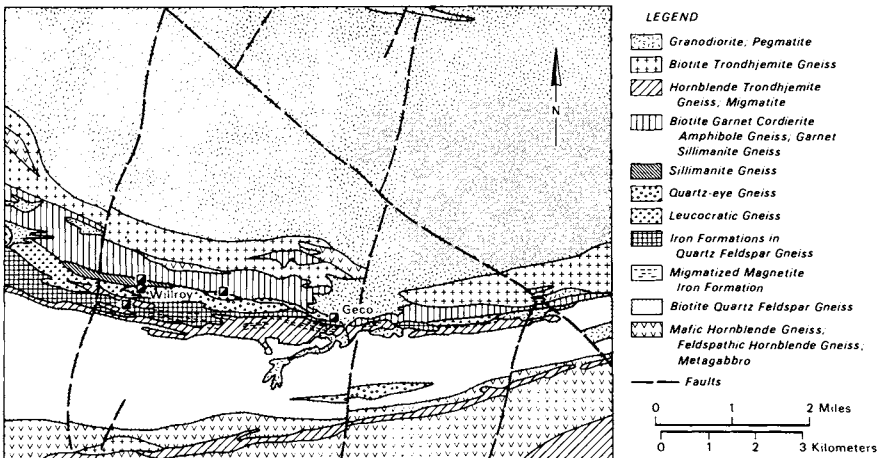 N
Willroy
Geco
LEGEND
Granodiorite, Pegmatite
Biotite Trondhjemite Gneiss
Hornblende Trondhjemite
Gneiss, Migmatite
Biotite Garnet Cordierite
Amphibole Gneiss; Garnet
Sillimanite Gneiss
Sillimanite Gneiss
Quartz-eye Gneiss
Leucocratic Gneiss
Iron Formations in
Quartz Feldspar Gneiss
Migmatized Magnetite
Iron Formation
Biotite Quartz Feldspar Gneiss
Mafic Hornblende Gneiss;
Feldspathic Hornblende Gneiss;
Metagabbro
Faults
0 1 2 Miles
0 1 2 3 Kilometers